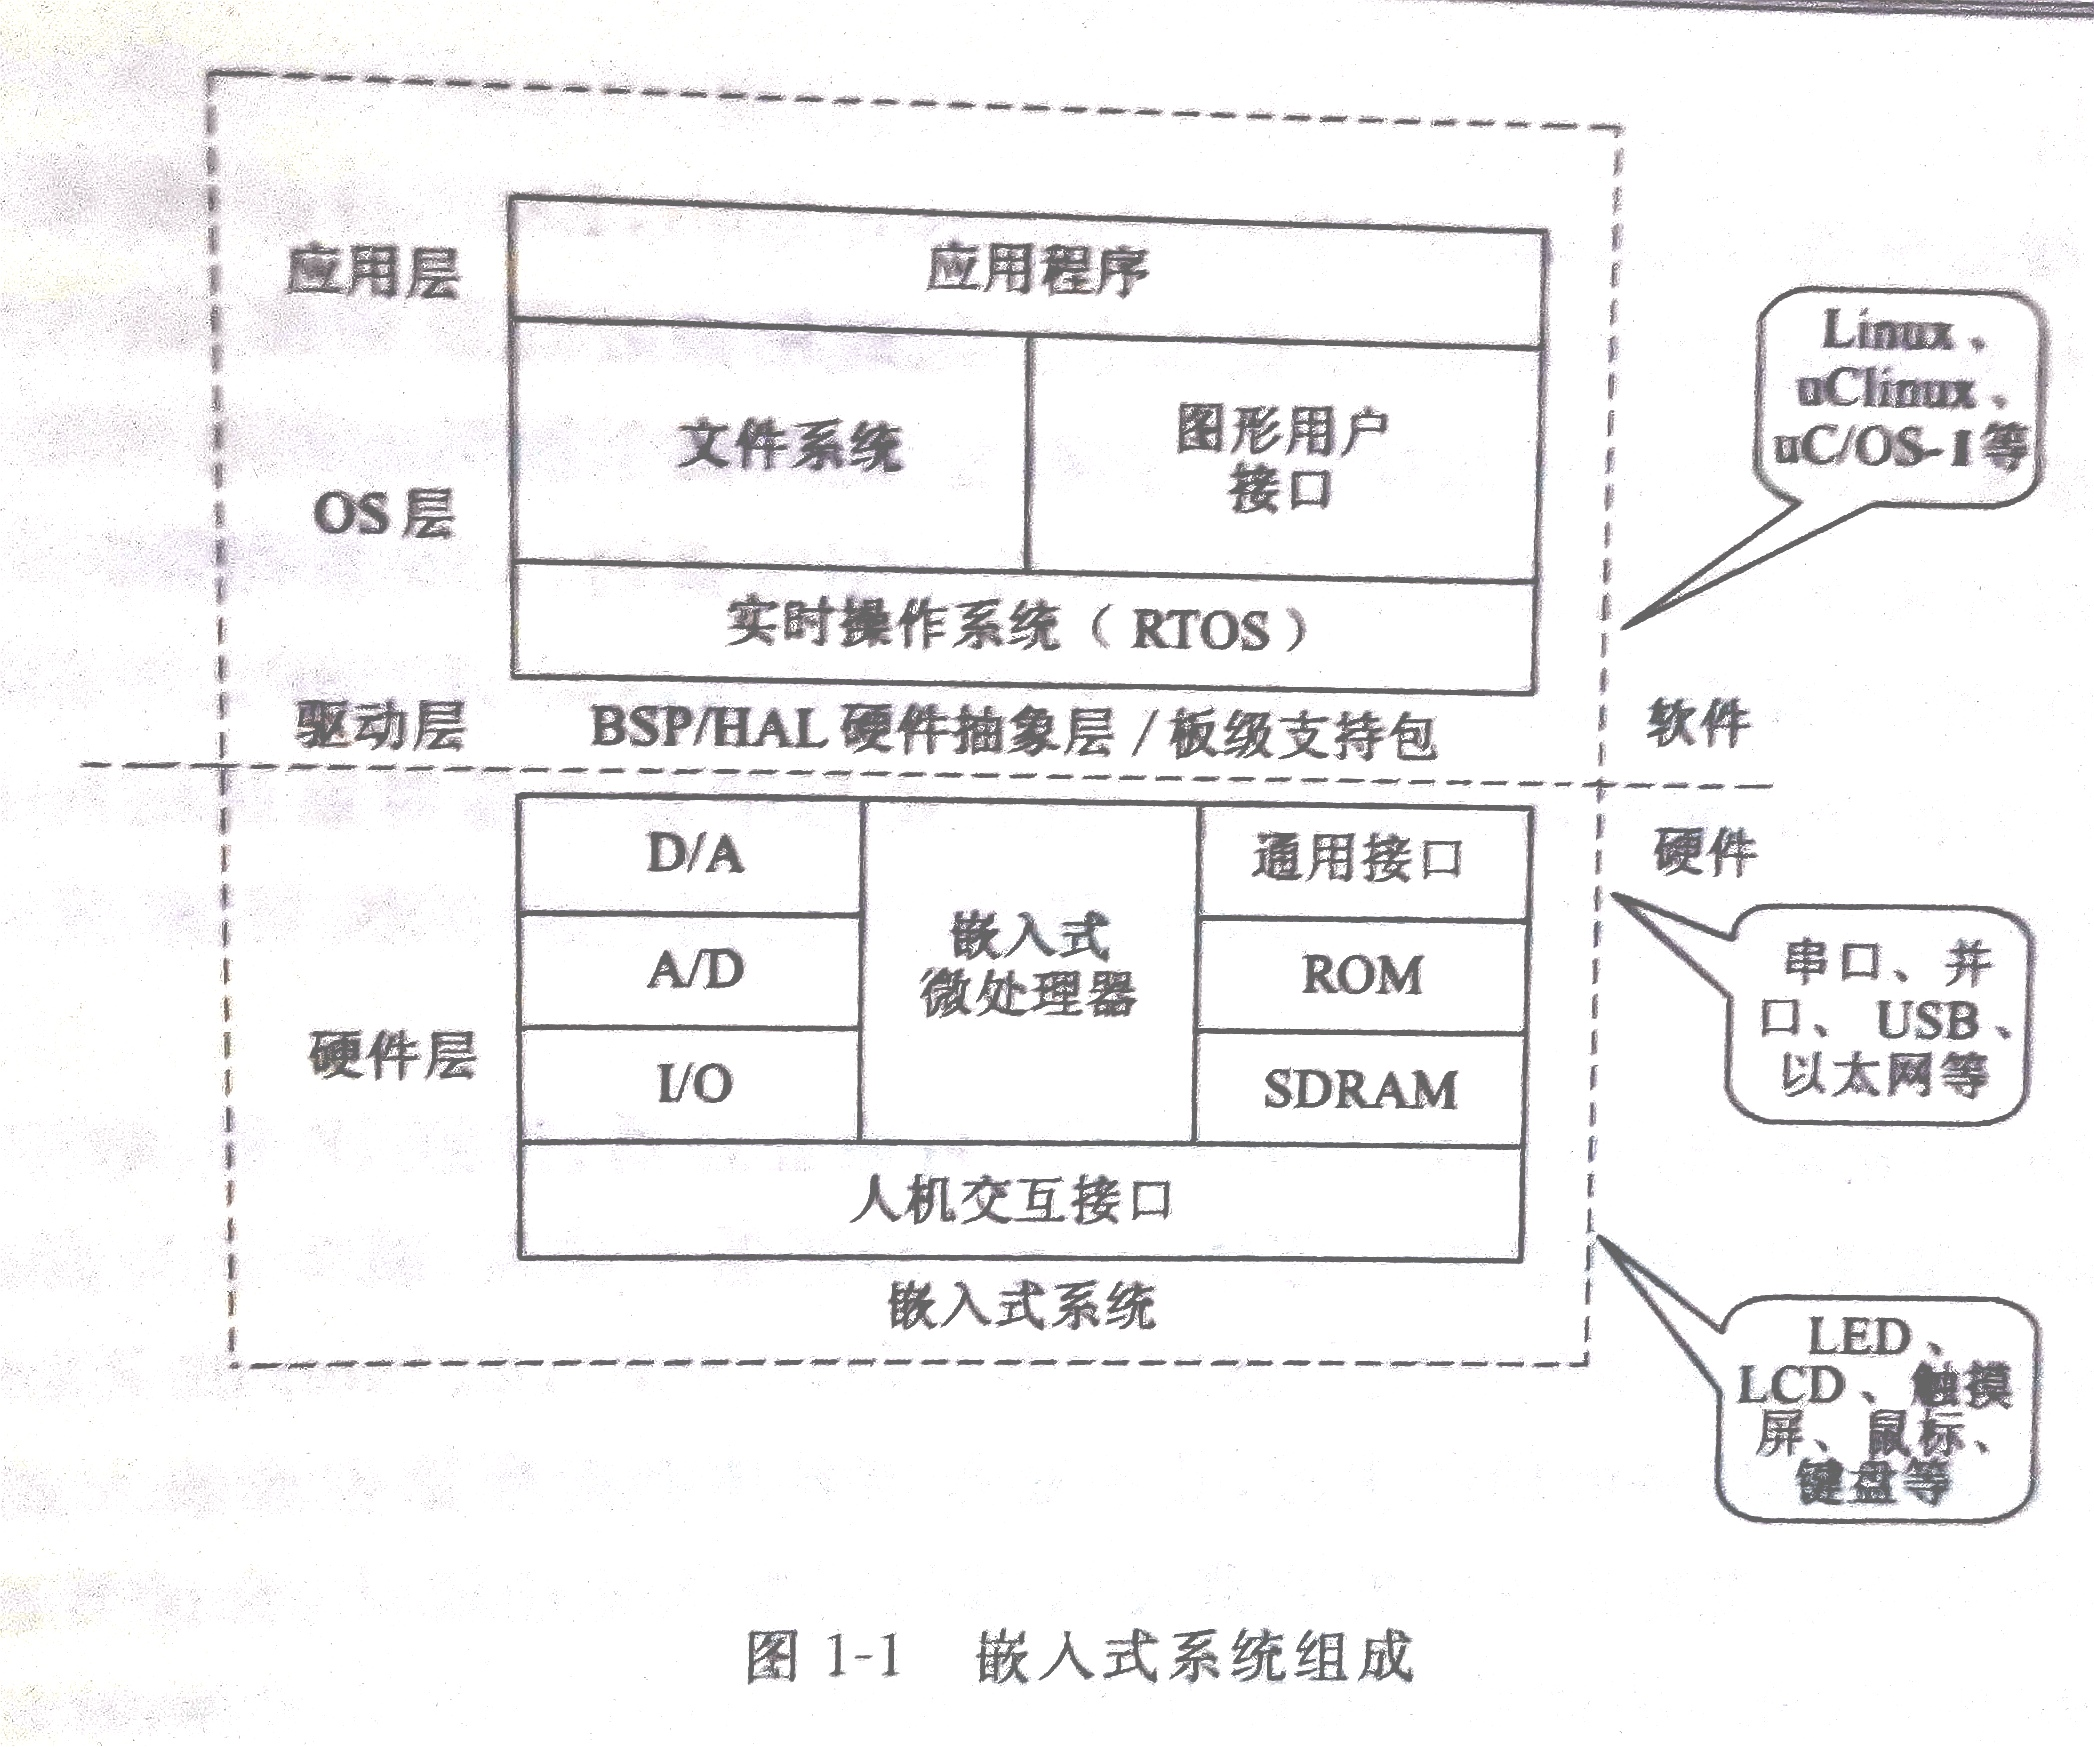 应用层
应用程序
Linux、
uClinux、
uC/OS-I等
文件系统
图形用户
接口
OS层
实时操作系统（RTOS）
驱动层
BSP/HAL 硬件抽象层/板级支持包
软件
硬件
D/A
A/D
I/O
嵌入式
微处理器
通用接口
ROM
SDRAM
硬件层
串口、并
口、USB、
以太网等
人机交互接口
嵌入式系统
LED、
LCD、触摸
屏、鼠标、
键盘等
图 1-1 嵌入式系统组成